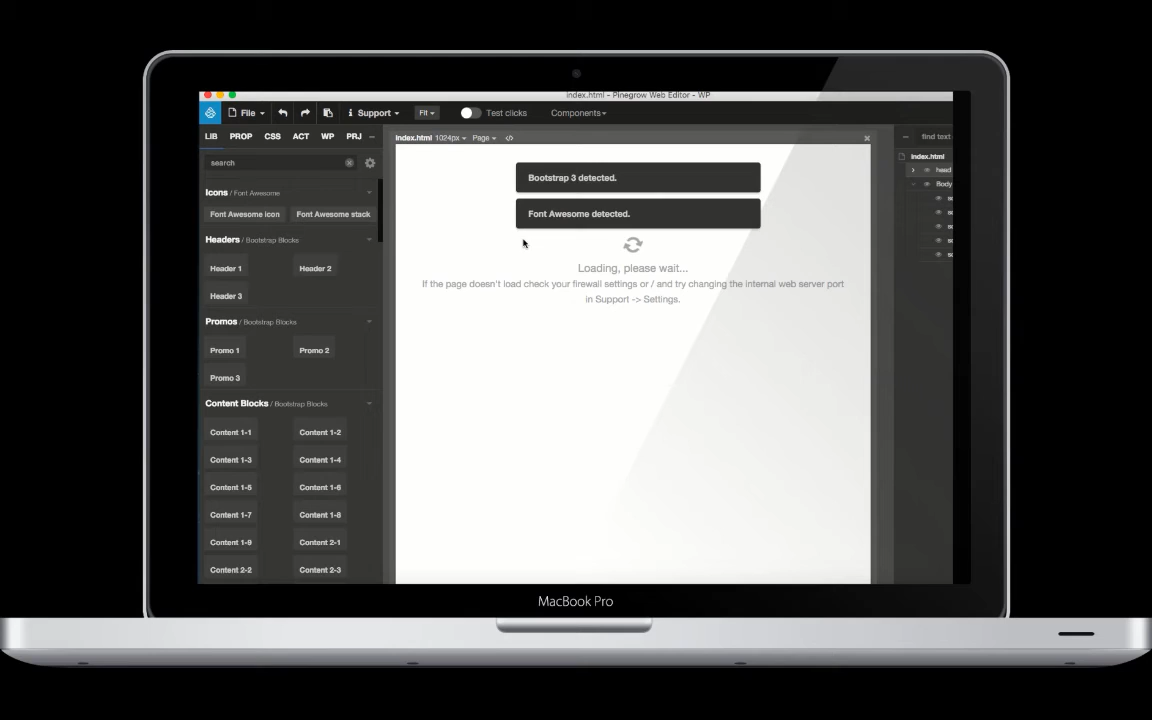 index.html - Pinegrow Web Editor - WP
File
Support
Fit
Test clicks
Components
LIB PROP CSS ACT WP PRJ
index.html 1024px Page </>
find text
search
index.html
head
Body
Icons / Font Awesome
Font Awesome icon Font Awesome stack
Headers / Bootstrap Blocks
Header 1 Header 2
Header 3
Promos / Bootstrap Blocks
Promo 1 Promo 2
Promo 3
Content Blocks / Bootstrap Blocks
Content 1-1 Content 1-2
Content 1-3 Content 1-4
Content 1-5 Content 1-6
Content 1-7 Content 1-8
Content 1-9 Content 2-1
Content 2-2 Content 2-3
Bootstrap 3 detected.
Font Awesome detected.
Loading, please wait...
If the page doesn't load check your firewall settings or / and try changing the internal web server port
in Support -> Settings.
MacBook Pro